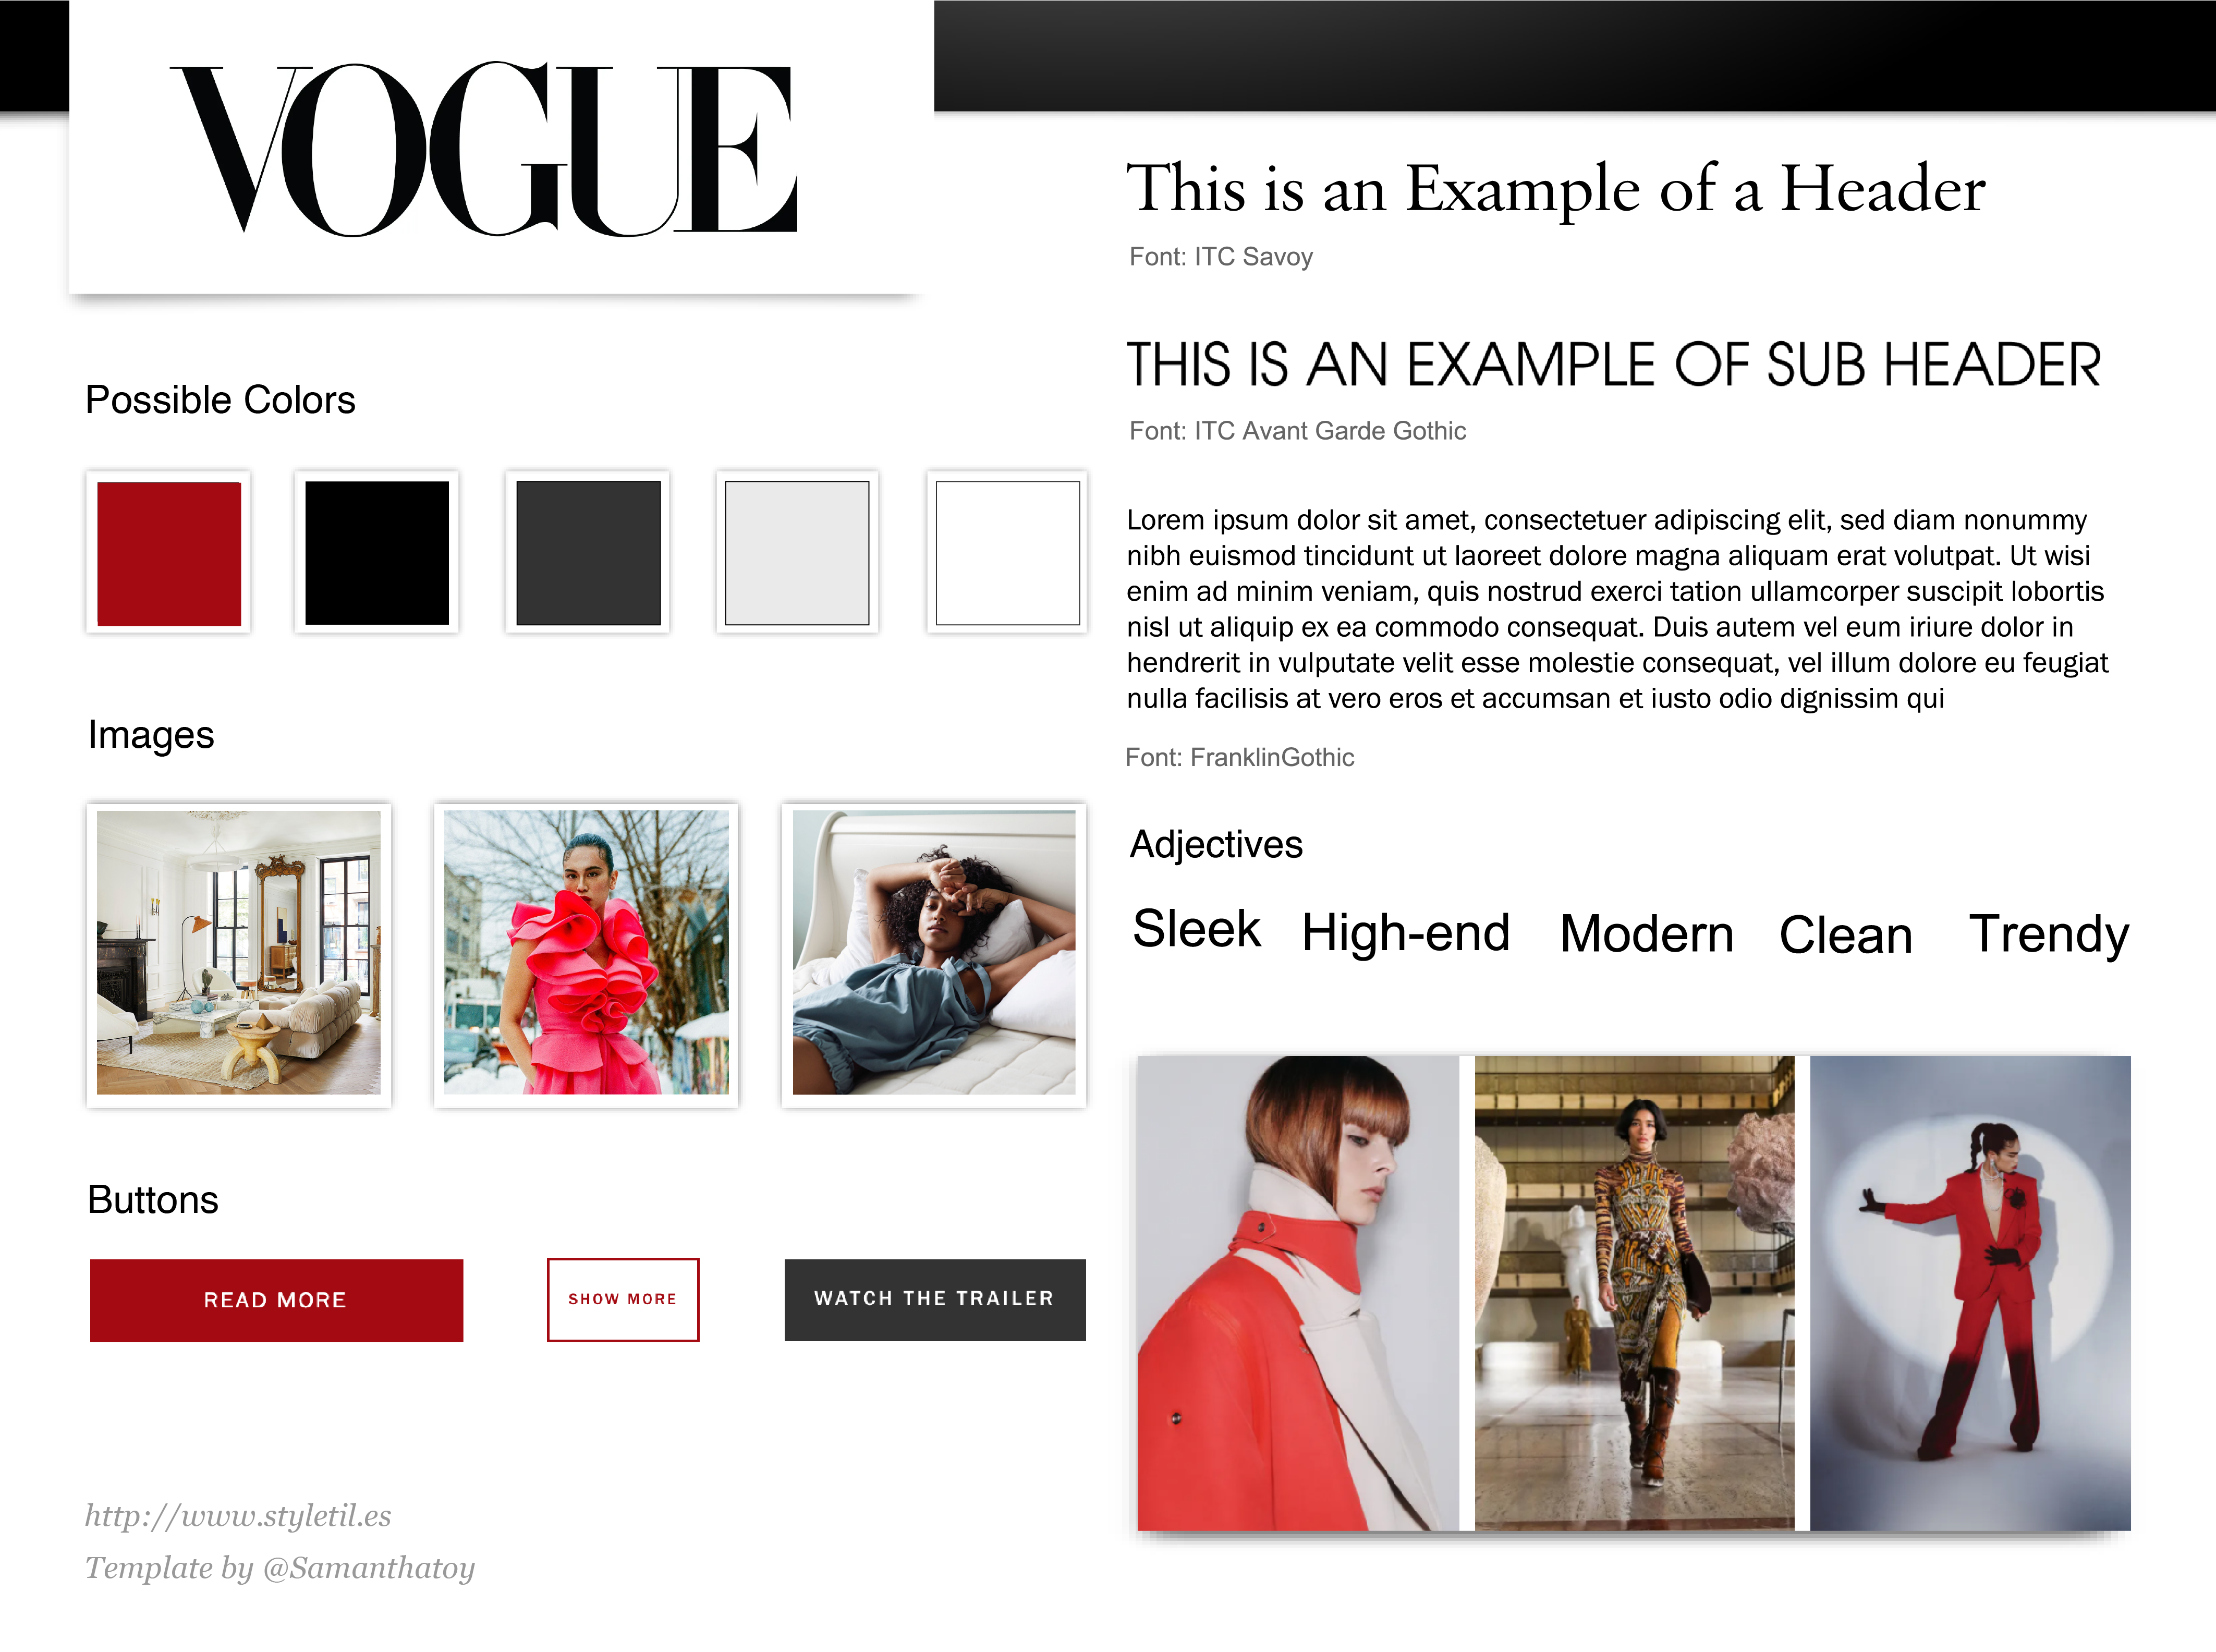 VOGUE
Possible Colors
Images
Buttons
READ MORE
SHOW MORE
WATCH THE TRAILER
http://www.styletil.es
Template by @Samanthatoy
This is an Example of a Header
Font: ITC Savoy
THIS IS AN EXAMPLE OF SUB HEADER
Font: ITC Avant Garde Gothic
Lorem ipsum dolor sit amet, consectetuer adipiscing elit, sed diam nonummy
nibh euismod tincidunt ut laoreet dolore magna aliquam erat volutpat. Ut wisi
enim ad minim veniam, quis nostrud exerci tation ullamcorper suscipit lobortis
nisl ut aliquip ex ea commodo consequat. Duis autem vel eum iriure dolor in
hendrerit in vulputate velit esse molestie consequat, vel illum dolore eu feugiat
nulla facilisis at vero eros et accumsan et iusto odio dignissim qui
Font: FranklinGothic
Adjectives
Sleek High-end Modern Clean Trendy